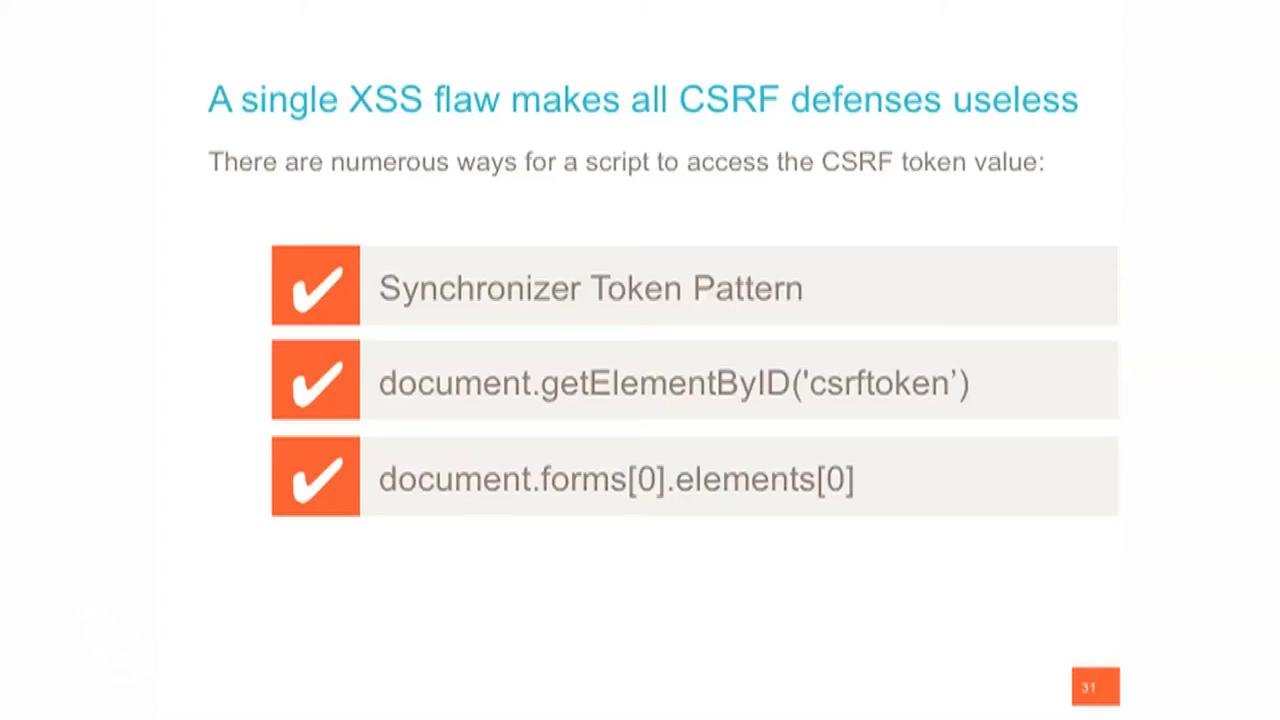 A single XSS flaw makes all CSRF defenses useless
There are numerous ways for a script to access the CSRF token value:
Synchronizer Token Pattern
document.getElementByID('csrftoken’)
document.forms[0].elements[0]
31